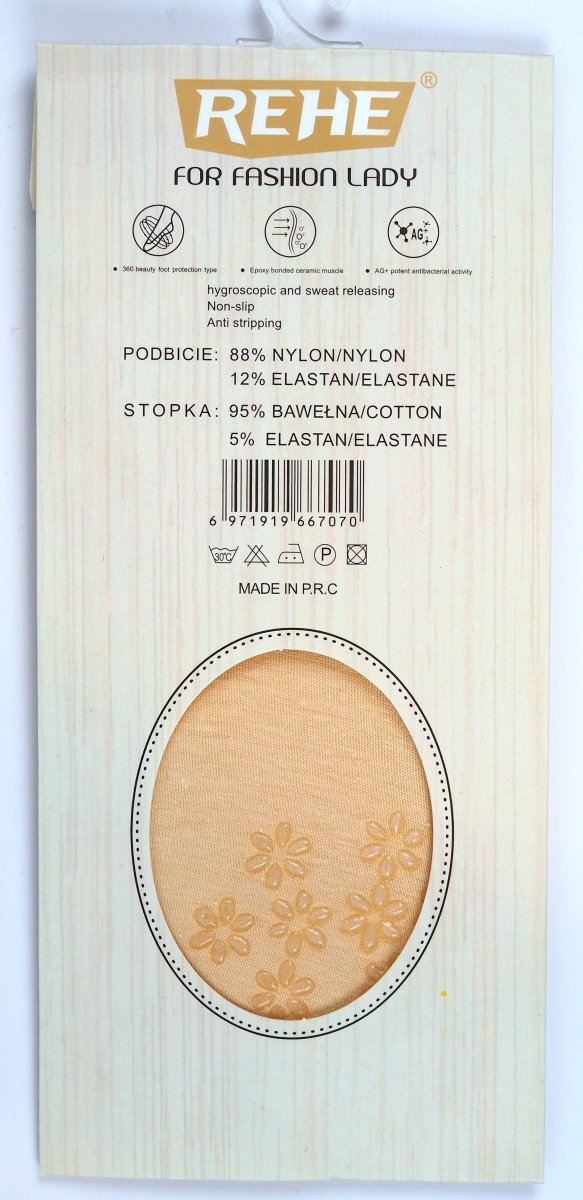 REHE®
FOR FASHION LADY
AG+
• 360 beauty foot protection type • Epoxy bonded ceramic muscle • AG+ potent antibacterial activity
hygroscopic and sweat releasing
Non-slip
Anti stripping
PODBICIE: 88% NYLON/NYLON
12% ELASTAN/ELASTANE
STOPKA: 95% BAWEŁNA/COTTON
5% ELASTAN/ELASTANE
6 971919 667070
30°C P
MADE IN P.R.C